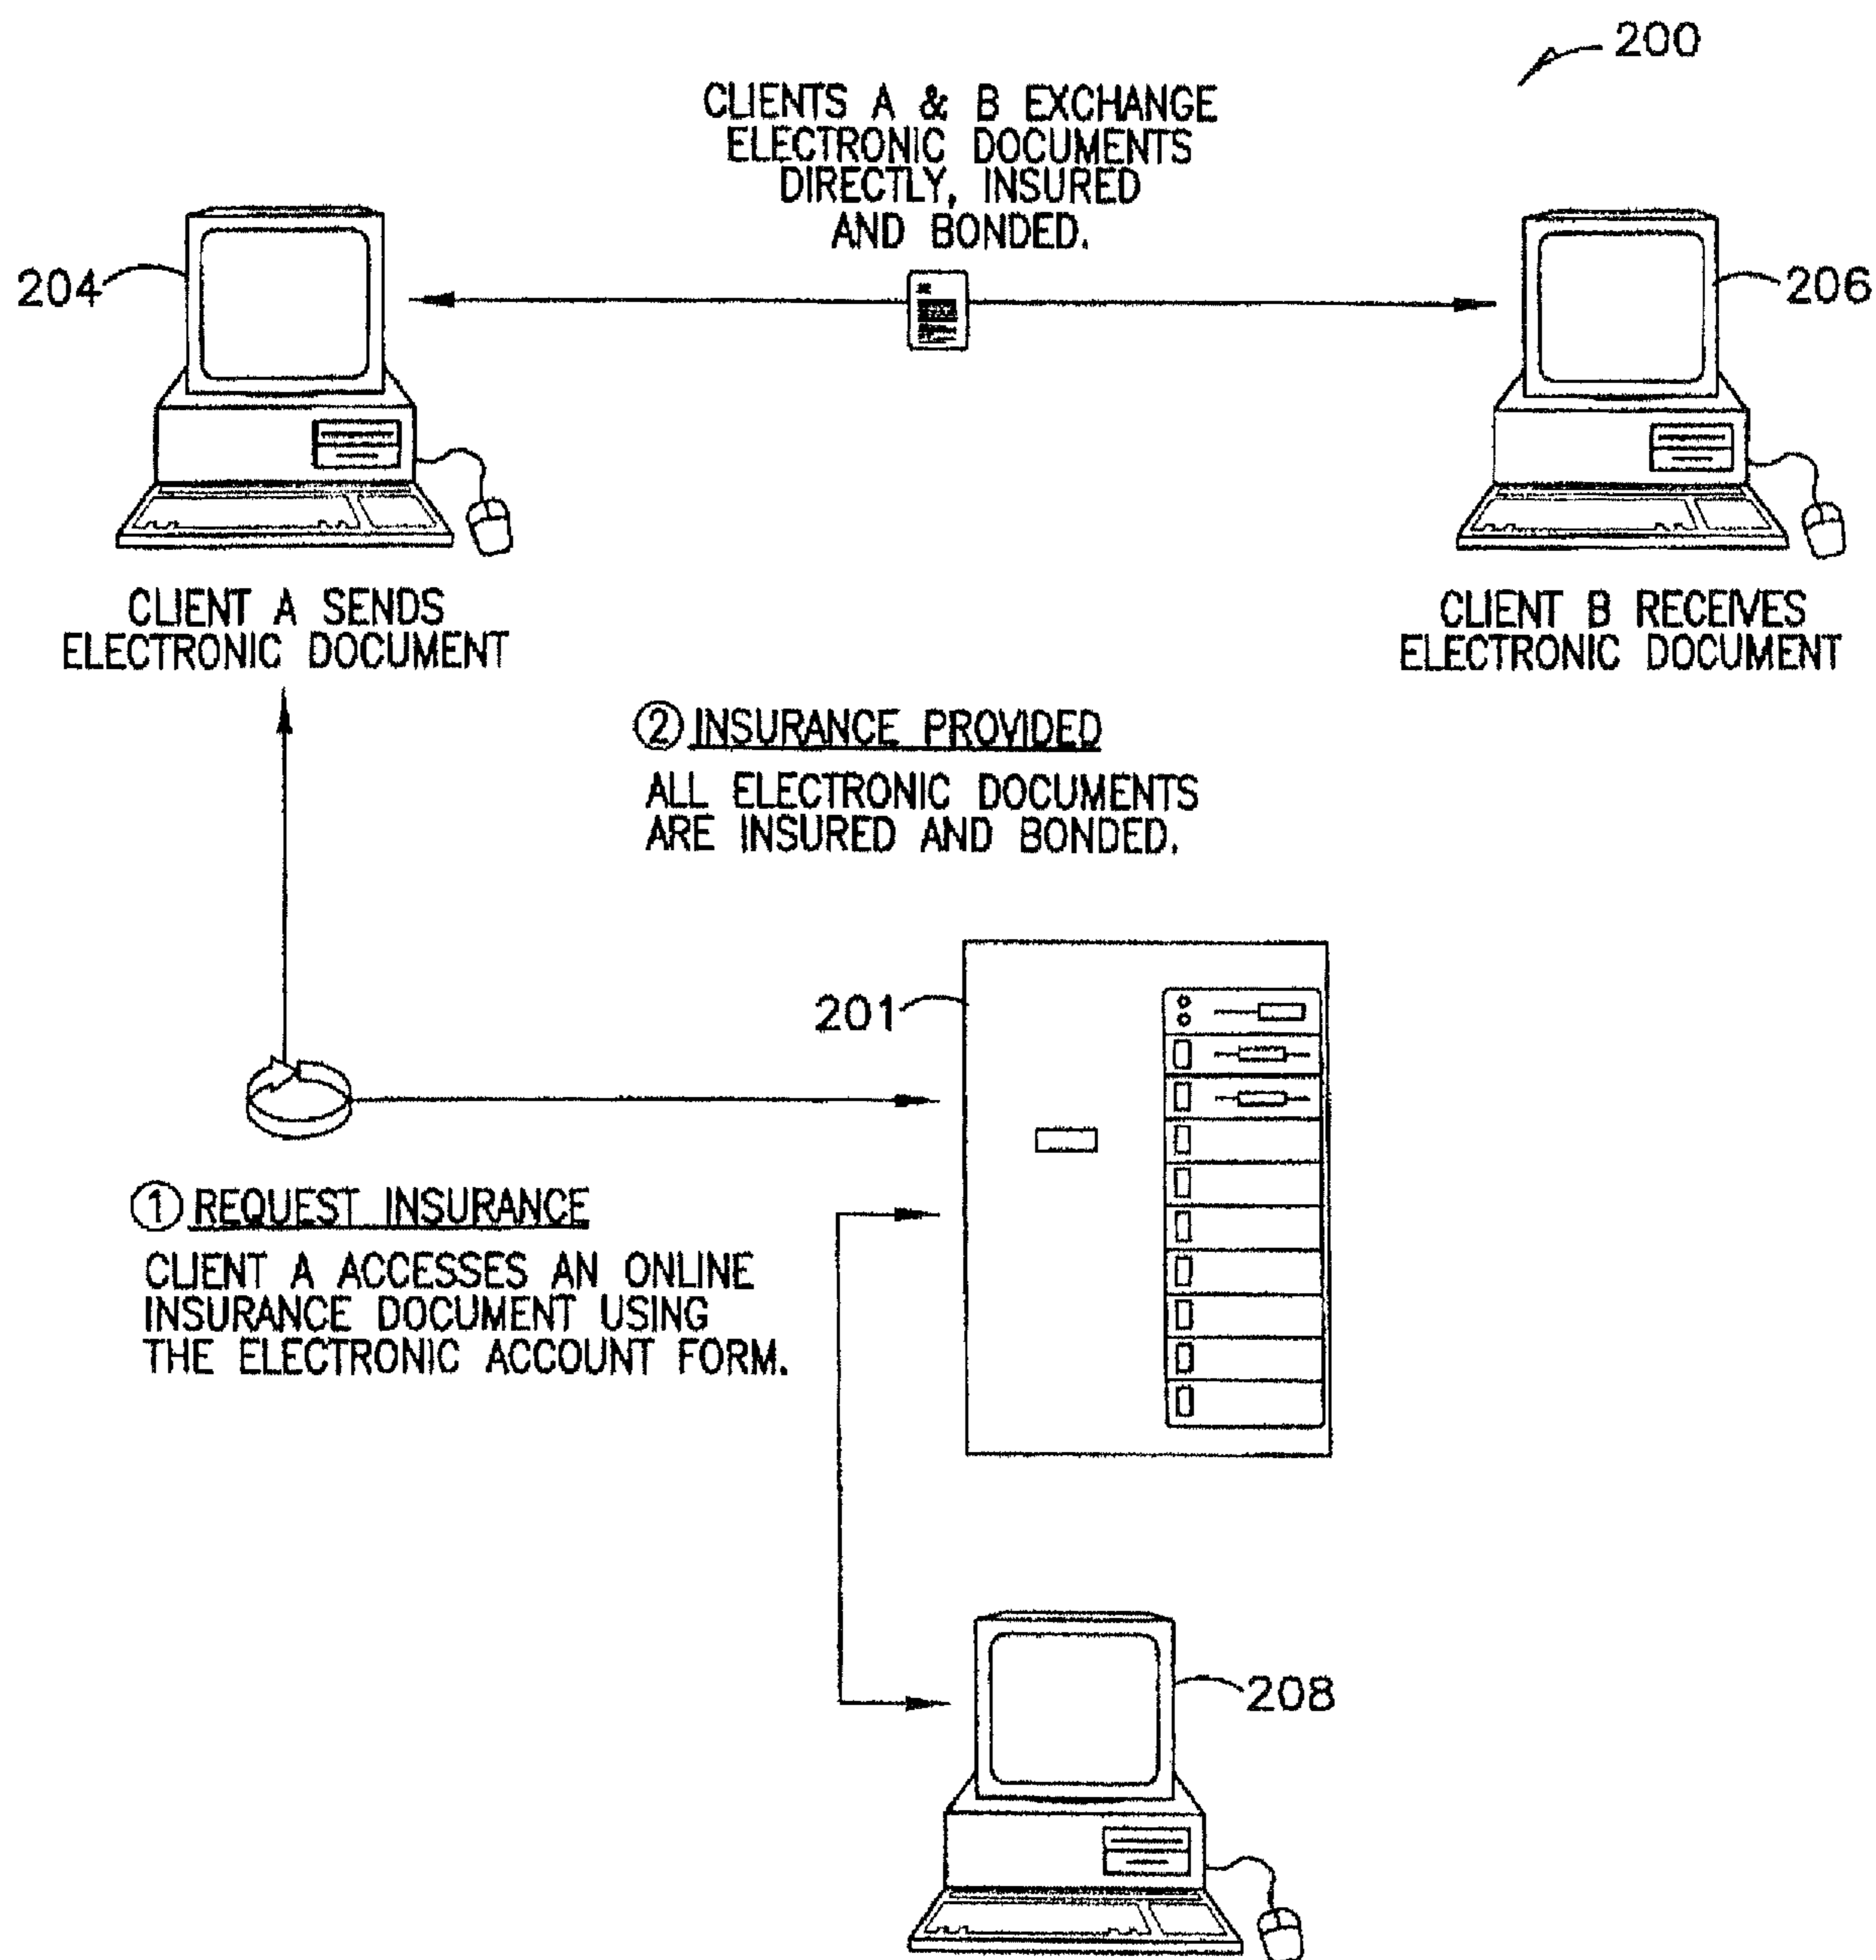 200
CLIENTS A & B EXCHANGE
ELECTRONIC DOCUMENTS
DIRECTLY, INSURED
AND BONDED.
204
206
CLIENT A SENDS
ELECTRONIC DOCUMENT
CLIENT B RECEIVES
ELECTRONIC DOCUMENT
② INSURANCE PROVIDED
ALL ELECTRONIC DOCUMENTS
ARE INSURED AND BONDED.
201
① REQUEST INSURANCE
CLIENT A ACCESSES AN ONLINE
INSURANCE DOCUMENT USING
THE ELECTRONIC ACCOUNT FORM.
208